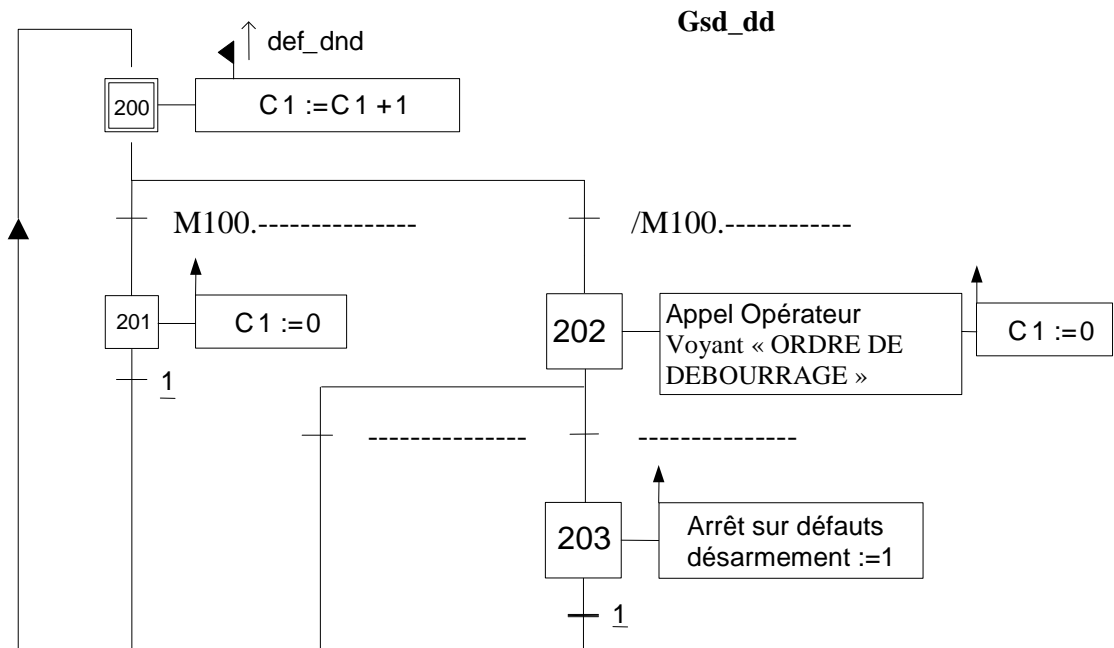 Gsd_dd
def_dnd
200
C1 :=C1 +1
M100.---------------
/M100.------------
201
C1 :=0
202
Appel Opérateur
Voyant « ORDRE DE
DEBOURRAGE »
C1 :=0
1
---------------
---------------
203
Arrêt sur défauts
désarmement :=1
1